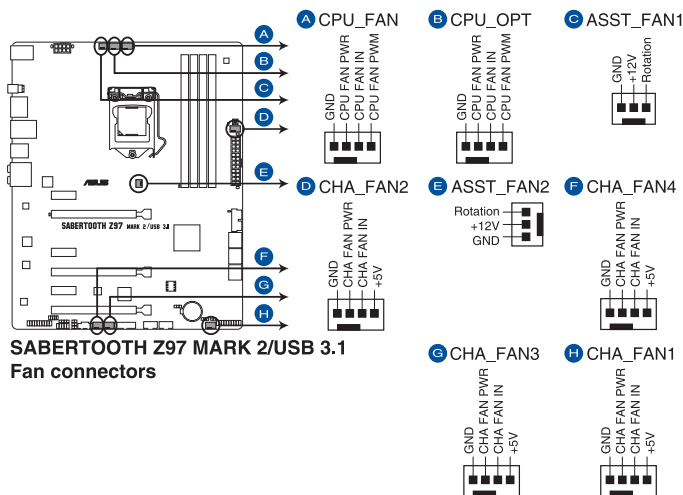 A CPU_FAN
GND
CPU FAN PWR
CPU FAN IN
CPU FAN PWM
B CPU_OPT
GND
CPU FAN PWR
CPU FAN IN
CPU FAN PWM
C ASST_FAN1
GND
+12V
Rotation
A
B
C
D
E
F
G
H
ASUS
SABERTOOTH Z97 MARK 2/USB 3.1
D CHA_FAN2
GND
CHA FAN PWR
CHA FAN IN
+5V
E ASST_FAN2
Rotation
+12V
GND
F CHA_FAN4
GND
CHA FAN PWR
CHA FAN IN
+5V
SABERTOOTH Z97 MARK 2/USB 3.1
Fan connectors
G CHA_FAN3
GND
CHA FAN PWR
CHA FAN IN
+5V
H CHA_FAN1
GND
CHA FAN PWR
CHA FAN IN
+5V